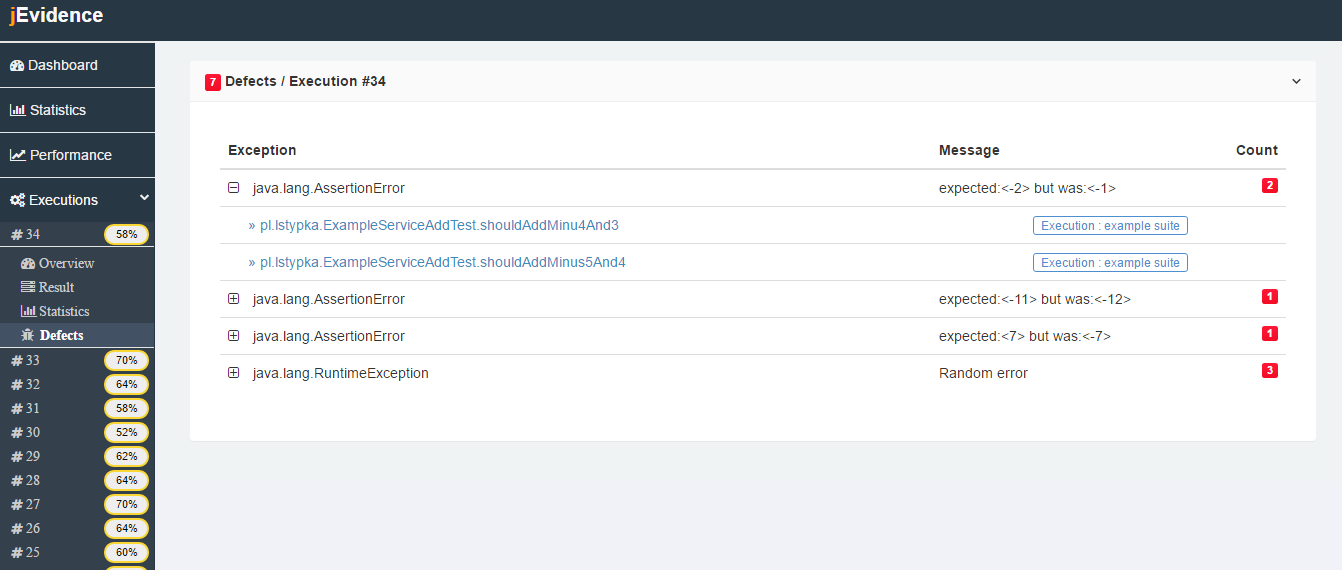 jEvidence
Dashboard
Statistics
Performance
Executions
# 34 58%
Overview
Result
Statistics
Defects
# 33 70%
# 32 64%
# 31 58%
# 30 52%
# 29 62%
# 28 64%
# 27 70%
# 26 64%
# 25 60%
7 Defects / Execution #34
Exception Message Count
java.lang.AssertionError expected:<-2> but was:<-1> 2
» pl.lstypka.ExampleServiceAddTest.shouldAddMinu4And3 Execution : example suite
» pl.lstypka.ExampleServiceAddTest.shouldAddMinus5And4 Execution : example suite
java.lang.AssertionError expected:<-11> but was:<-12> 1
java.lang.AssertionError expected:<7> but was:<-7> 1
java.lang.RuntimeException Random error 3